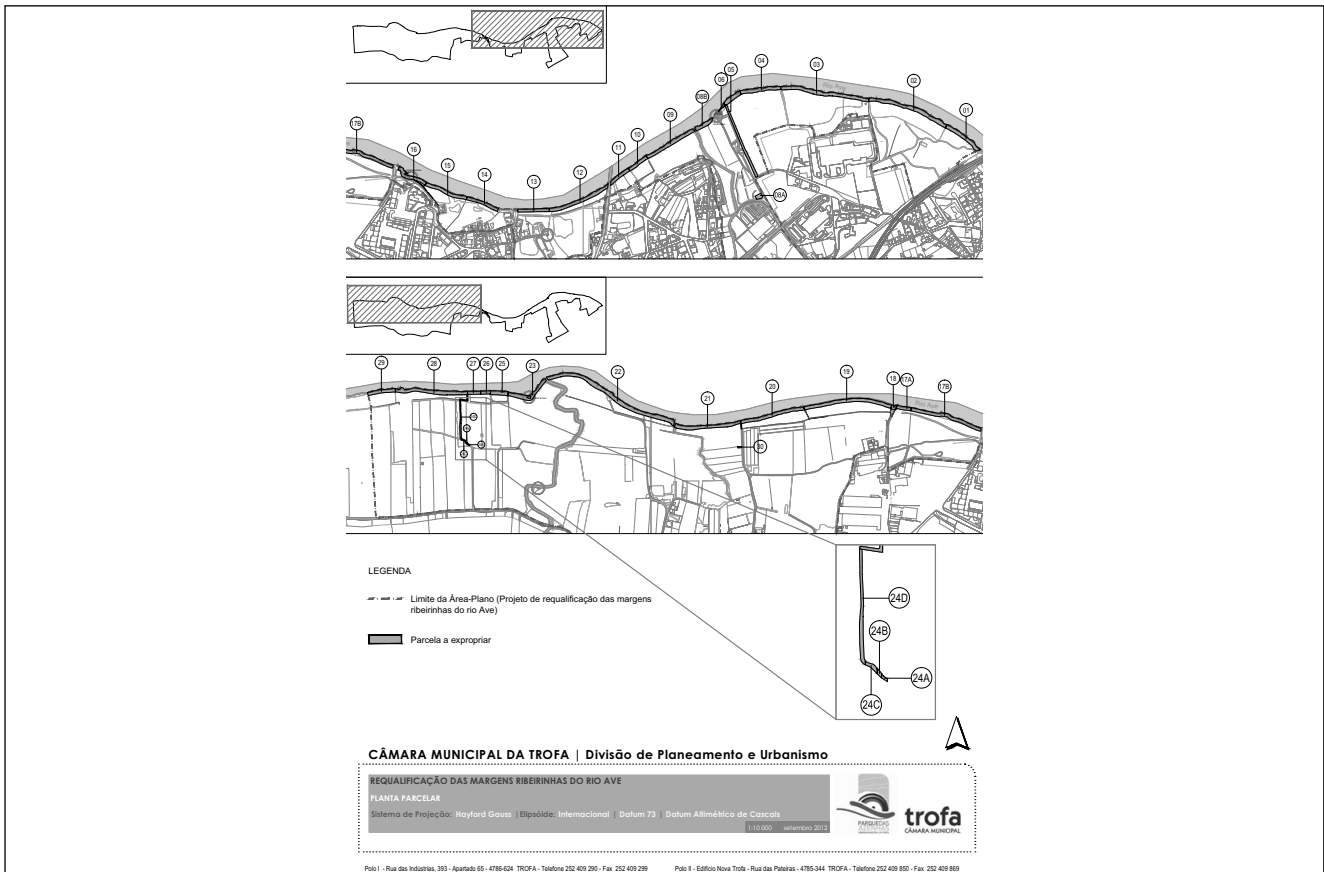 01
02
03
04
05
06
08B
09
10
11
12
13
14
15
16
17B
08A
Rio Ave
29
28
27
26
25
23
22
21
20
19
18
17A
17B
Rio Ave
30
24D
24B
24A
24C
LEGENDA
Limite da Área-Plano (Projeto de requalificação das margens
ribeirinhas do rio Ave)
Parcela a expropriar
CÂMARA MUNICIPAL DA TROFA | Divisão de Planeamento e Urbanismo
REQUALIFICAÇÃO DAS MARGENS RIBEIRINHAS DO RIO AVE
PLANTA PARCELAR
Sistema de Projeção: Hayford Gauss | Elipsóide: Internacional | Datum 73 | Datum Altimétrico de Cascais
1:10 000 setembro 2012
PARQUE DAS
AZENHAS
trofa
CÂMARA MUNICIPAL
Polo I - Rua das Indústrias, 393 - Apartado 65 - 4786-624 TROFA - Telefone 252 409 290 - Fax 252 409 299
Polo II - Edifício Nova Trofa - Rua das Pateiras - 4785-344 TROFA - Telefone 252 409 850 - Fax 252 409 869